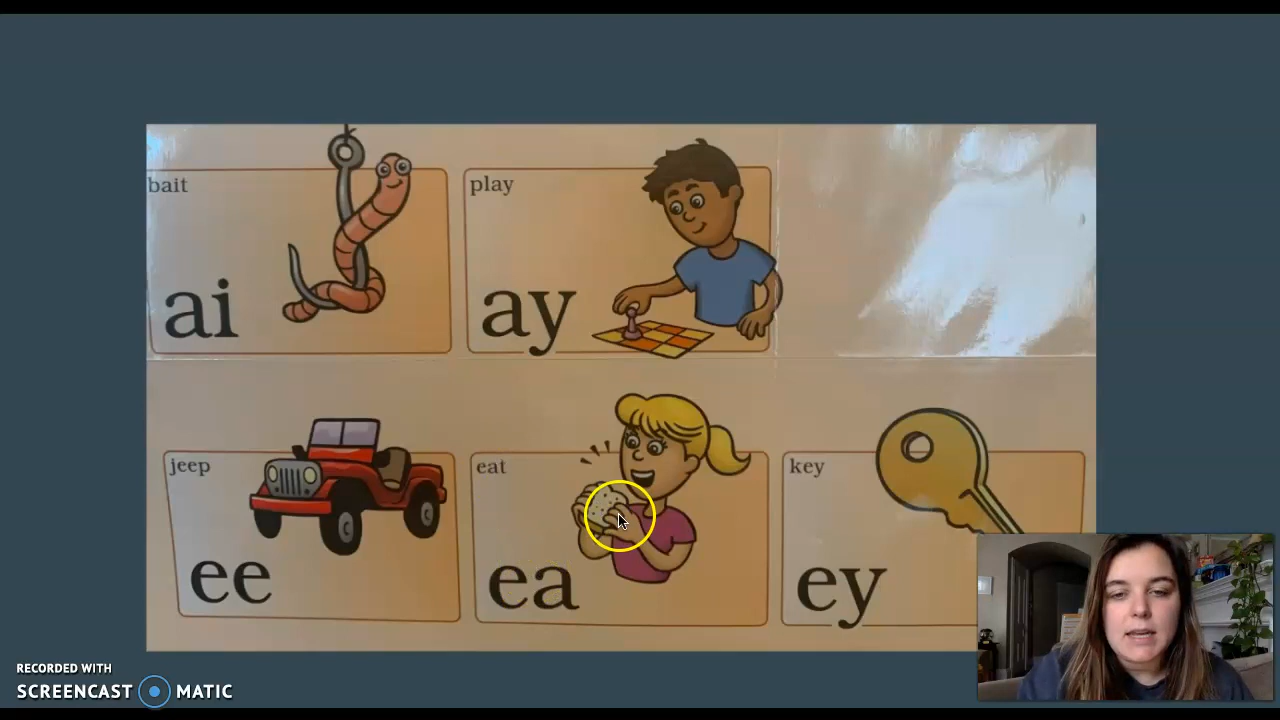 bait
ai
play
ay
jeep
ee
eat
ea
key
ey
RECORDED WITH
SCREENCAST MATIC